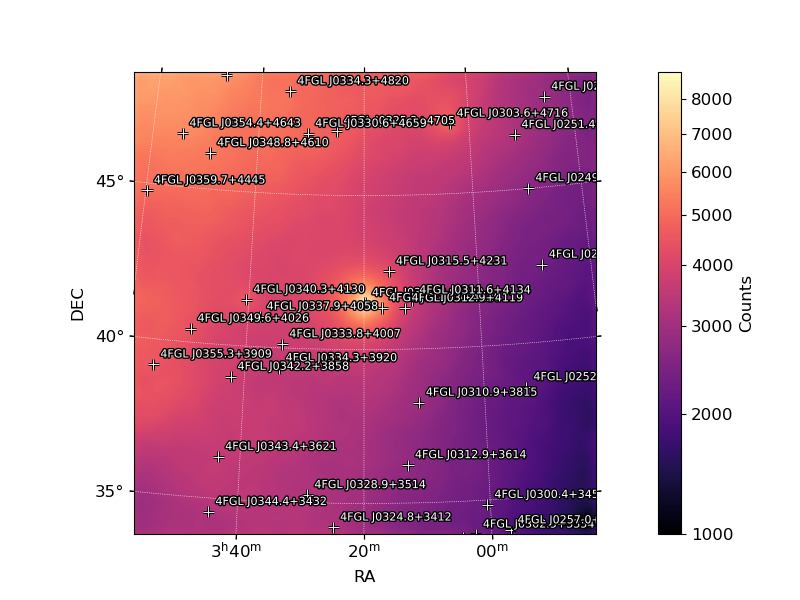 4FGL J0334.3+4820
4FGL J0303.6+4716
4FGL J0354.4+4643
4FGL J0330.6+4659
4FGL J0251.4
4FGL J0348.8+4610
4FGL J0359.7+4445
4FGL J0249
4FGL J0315.5+4231
4FGL J02
4FGL J0340.3+4130
4FGL J0311.6+4134
4FGL J0312.9+4119
4FGL J0337.9+4058
4FGL J0349.6+4026
4FGL J0333.8+4007
4FGL J0355.3+3909
4FGL J0334.3+3920
4FGL J0342.2+3858
4FGL J0252
4FGL J0310.9+3815
4FGL J0343.4+3621
4FGL J0312.9+3614
4FGL J0328.9+3514
4FGL J0300.4+345
4FGL J0344.4+3432
4FGL J0324.8+3412
4FGL J0257.0+
45°
40°
35°
DEC
3h40m
20m
00m
RA
8000
7000
6000
5000
4000
3000
2000
1000
Counts